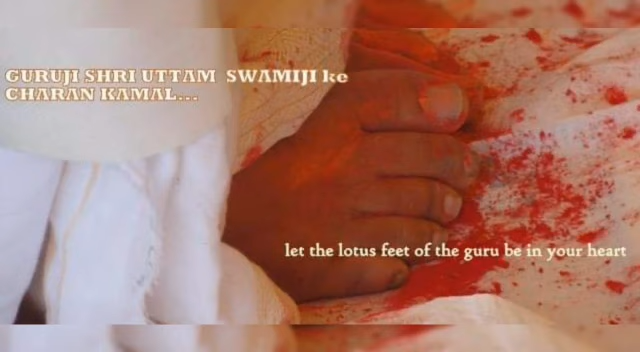 GURUJI SHRI UTTAM SWAMIJI ke
CHARAN KAMAL...
let the lotus feet of the guru be in your heart